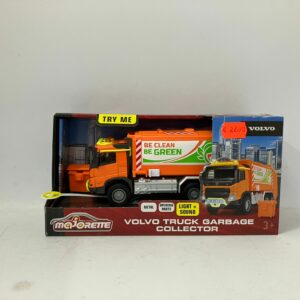 TRY ME
VOLVO
BE CLEAN
BE GREEN
METAL
LIGHT +
SOUND
majorette
VOLVO TRUCK GARBAGE
COLLECTOR
3+